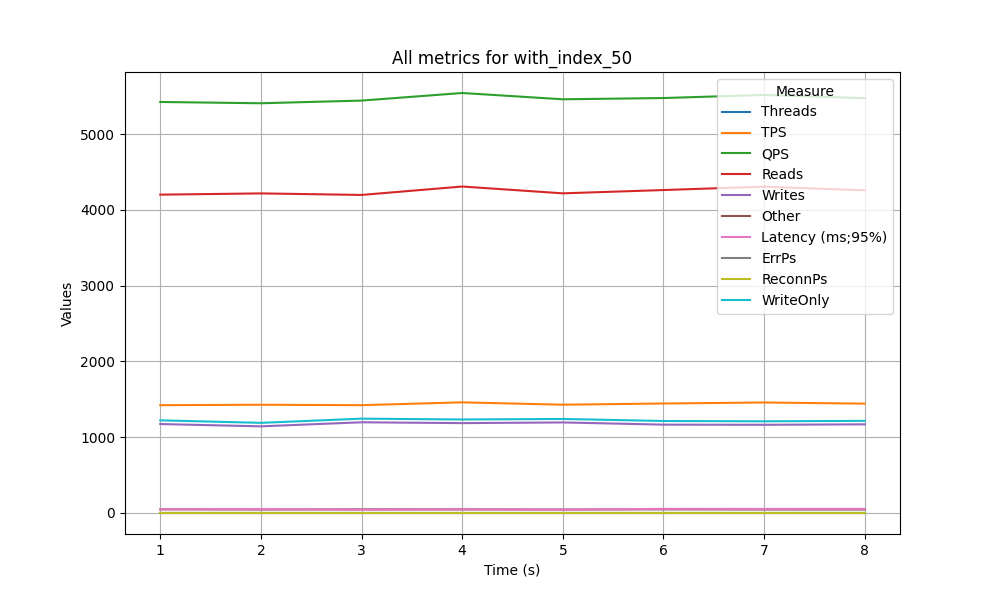 All metrics for with_index_50
Measure
Threads
TPS
QPS
Reads
Writes
Other
Latency (ms;95%)
ErrPs
ReconnPs
WriteOnly
Values
5000
4000
3000
2000
1000
0
1 2 3 4 5 6 7 8
Time (s)